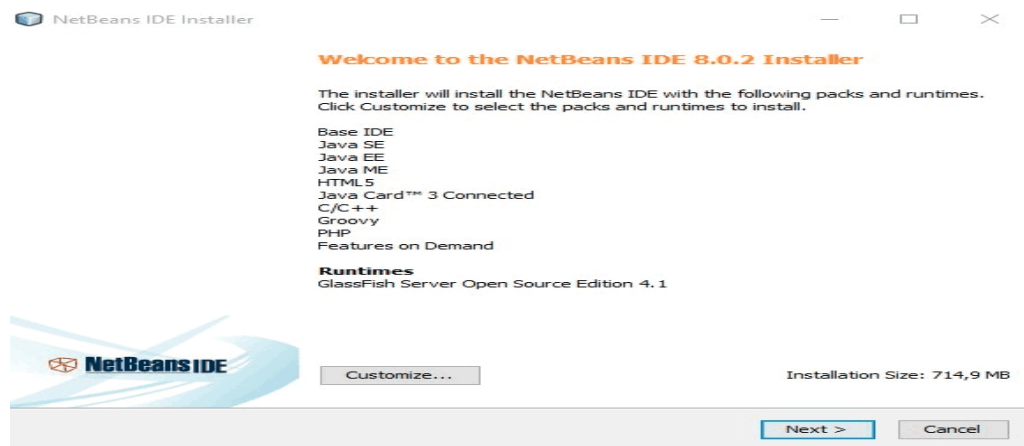 NetBeans IDE Installer
Welcome to the NetBeans IDE 8.0.2 Installer
The installer will install the NetBeans IDE with the following packs and runtimes.
Click Customize to select the packs and runtimes to install.
Base IDE
Java SE
Java EE
Java ME
HTML5
Java Card™ 3 Connected
C/C++
Groovy
PHP
Features on Demand
Runtimes
GlassFish Server Open Source Edition 4.1
NetBeans IDE
Customize...
Installation Size: 714,9 MB
Next >
Cancel